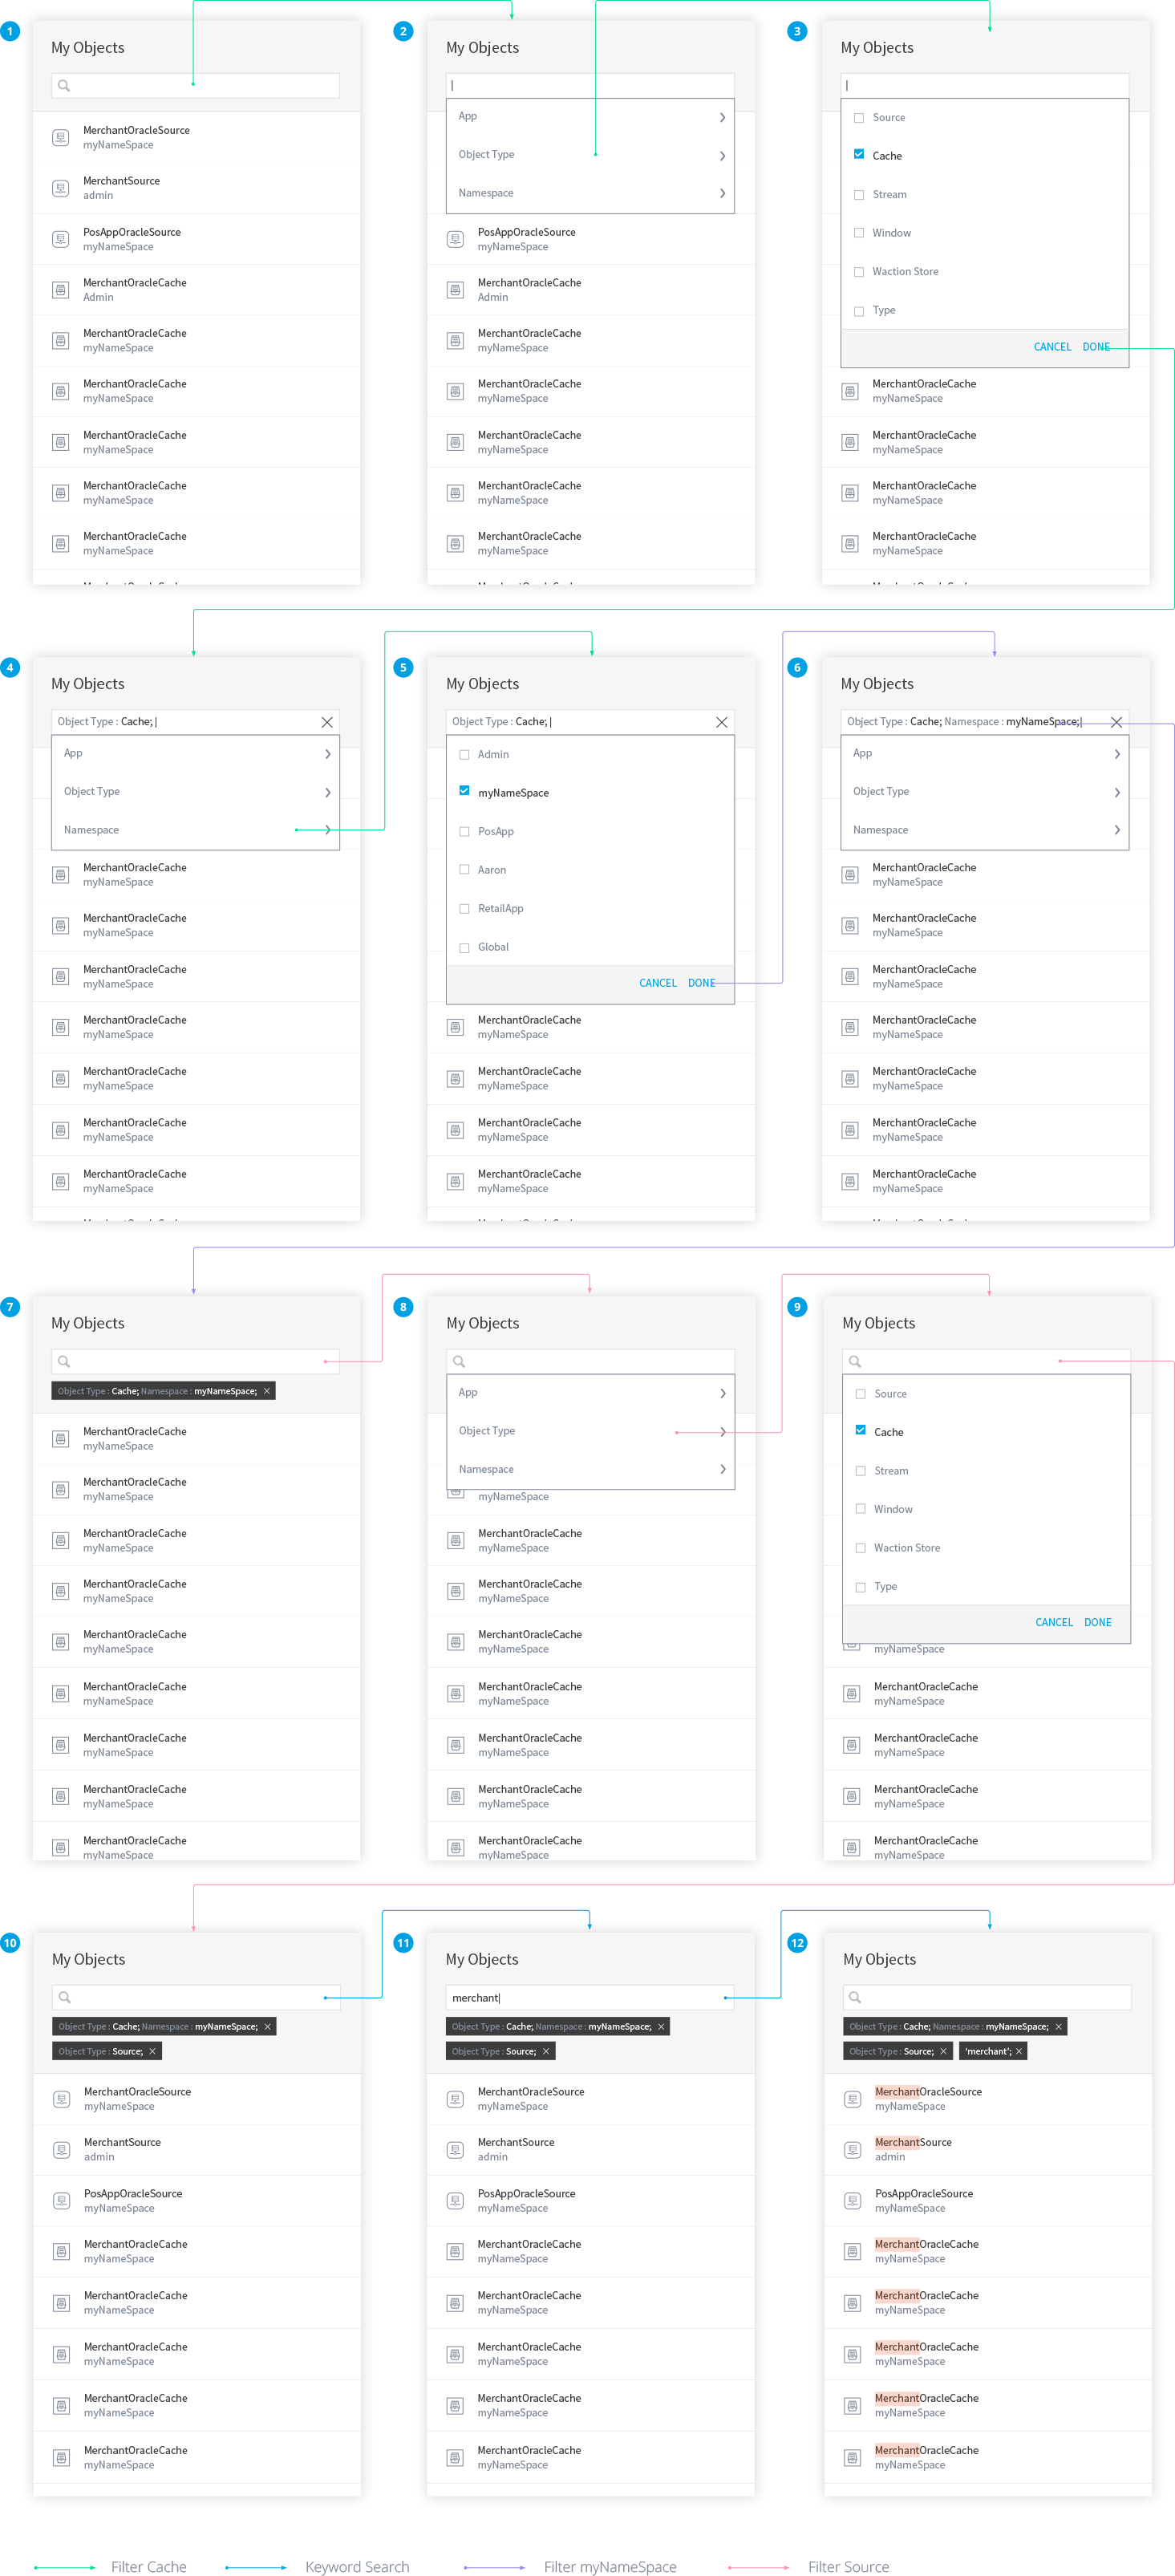 1
My Objects
MerchantOracleSource
myNameSpace
MerchantSource
admin
PosAppOracleSource
myNameSpace
MerchantOracleCache
Admin
MerchantOracleCache
myNameSpace
MerchantOracleCache
myNameSpace
MerchantOracleCache
myNameSpace
MerchantOracleCache
myNameSpace
MerchantOracleCache
myNameSpace
2
My Objects
App
Object Type
Namespace
PosAppOracleSource
myNameSpace
MerchantOracleCache
Admin
MerchantOracleCache
myNameSpace
MerchantOracleCache
myNameSpace
MerchantOracleCache
myNameSpace
MerchantOracleCache
myNameSpace
MerchantOracleCache
myNameSpace
3
My Objects
Source
Cache
Stream
Window
Waction Store
Type
CANCEL DONE
MerchantOracleCache
myNameSpace
MerchantOracleCache
myNameSpace
MerchantOracleCache
myNameSpace
MerchantOracleCache
myNameSpace
4
My Objects
Object Type : Cache; |
App
Object Type
Namespace
MerchantOracleCache
myNameSpace
MerchantOracleCache
myNameSpace
MerchantOracleCache
myNameSpace
MerchantOracleCache
myNameSpace
MerchantOracleCache
myNameSpace
MerchantOracleCache
myNameSpace
MerchantOracleCache
myNameSpace
5
My Objects
Object Type : Cache; |
Admin
myNameSpace
PosApp
Aaron
RetailApp
Global
CANCEL DONE
MerchantOracleCache
myNameSpace
MerchantOracleCache
myNameSpace
MerchantOracleCache
myNameSpace
MerchantOracleCache
myNameSpace
6
My Objects
Object Type : Cache; Namespace : myNameSpace;|
App
Object Type
Namespace
MerchantOracleCache
myNameSpace
MerchantOracleCache
myNameSpace
MerchantOracleCache
myNameSpace
MerchantOracleCache
myNameSpace
MerchantOracleCache
myNameSpace
MerchantOracleCache
myNameSpace
MerchantOracleCache
myNameSpace
7
My Objects
Object Type : Cache; Namespace : myNameSpace;
MerchantOracleCache
myNameSpace
MerchantOracleCache
myNameSpace
MerchantOracleCache
myNameSpace
MerchantOracleCache
myNameSpace
MerchantOracleCache
myNameSpace
MerchantOracleCache
myNameSpace
MerchantOracleCache
myNameSpace
MerchantOracleCache
myNameSpace
MerchantOracleCache
myNameSpace
8
My Objects
App
Object Type
Namespace
myNameSpace
MerchantOracleCache
myNameSpace
MerchantOracleCache
myNameSpace
MerchantOracleCache
myNameSpace
MerchantOracleCache
myNameSpace
MerchantOracleCache
myNameSpace
MerchantOracleCache
myNameSpace
MerchantOracleCache
myNameSpace
9
My Objects
Source
Cache
Stream
Window
Waction Store
Type
CANCEL DONE
myNameSpace
MerchantOracleCache
myNameSpace
MerchantOracleCache
myNameSpace
MerchantOracleCache
myNameSpace
MerchantOracleCache
myNameSpace
10
My Objects
Object Type : Cache; Namespace : myNameSpace;
Object Type : Source;
MerchantOracleSource
myNameSpace
MerchantSource
admin
PosAppOracleSource
myNameSpace
MerchantOracleCache
myNameSpace
MerchantOracleCache
myNameSpace
MerchantOracleCache
myNameSpace
MerchantOracleCache
myNameSpace
MerchantOracleCache
myNameSpace
11
My Objects
merchant|
Object Type : Cache; Namespace : myNameSpace;
Object Type : Source;
MerchantOracleSource
myNameSpace
MerchantSource
admin
PosAppOracleSource
myNameSpace
MerchantOracleCache
myNameSpace
MerchantOracleCache
myNameSpace
MerchantOracleCache
myNameSpace
MerchantOracleCache
myNameSpace
MerchantOracleCache
myNameSpace
12
My Objects
Object Type : Cache; Namespace : myNameSpace;
Object Type : Source; 'merchant';
MerchantOracleSource
myNameSpace
MerchantSource
admin
PosAppOracleSource
myNameSpace
MerchantOracleCache
myNameSpace
MerchantOracleCache
myNameSpace
MerchantOracleCache
myNameSpace
MerchantOracleCache
myNameSpace
MerchantOracleCache
myNameSpace
Filter Cache
Keyword Search
Filter myNameSpace
Filter Source